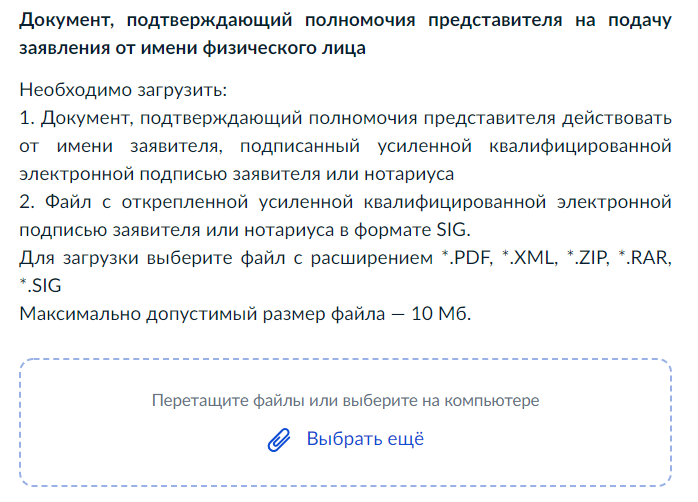 Документ, подтверждающий полномочия представителя на подачу
заявления от имени физического лица
Необходимо загрузить:
1. Документ, подтверждающий полномочия представителя действовать
от имени заявителя, подписанный усиленной квалифицированной
электронной подписью заявителя или нотариуса
2. Файл с открепленной усиленной квалифицированной электронной
подписью заявителя или нотариуса в формате SIG.
Для загрузки выберите файл с расширением *.PDF, *.XML, *.ZIP, *.RAR,
*.SIG
Максимально допустимый размер файла — 10 Мб.
Перетащите файлы или выберите на компьютере
Выбрать ещё